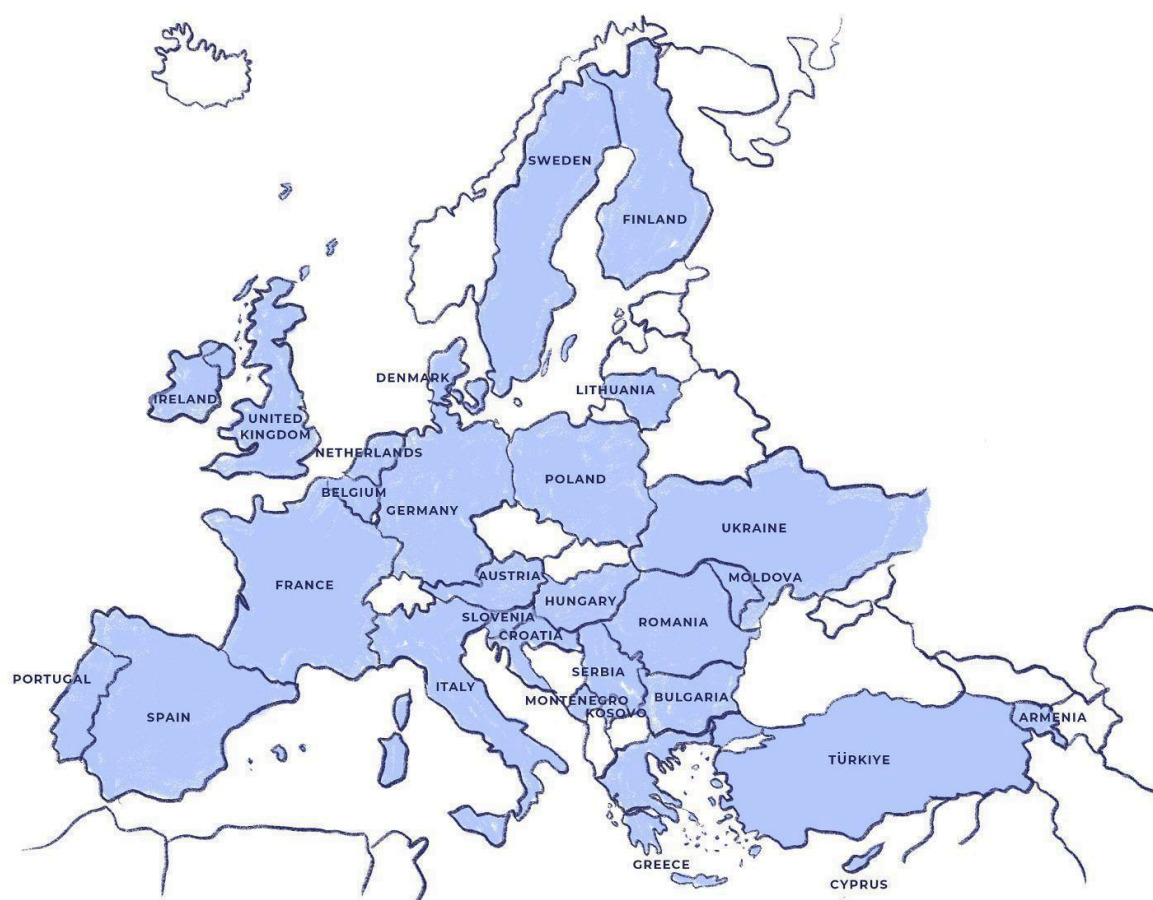 SWEDEN
FINLAND
DENMARK
LITHUANIA
IRELAND
UNITED
KINGDOM
NETHERLANDS
BELGIUM
GERMANY
POLAND
UKRAINE
FRANCE
AUSTRIA
MOLDOVA
HUNGARY
SLOVENIA
CROATIA
ROMANIA
PORTUGAL
SPAIN
ITALY
SERBIA
MONTENEGRO
KOSOVO
BULGARIA
ARMENIA
TÜRKIYE
GREECE
CYPRUS